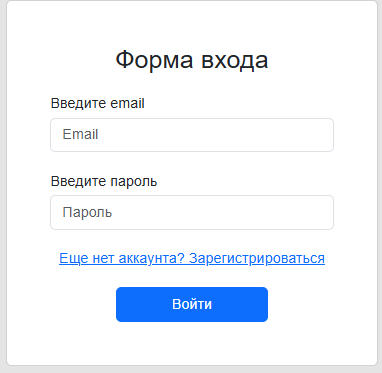 Форма входа
Введите email
Email
Введите пароль
Пароль
Еще нет аккаунта? Зарегистрироваться
Войти